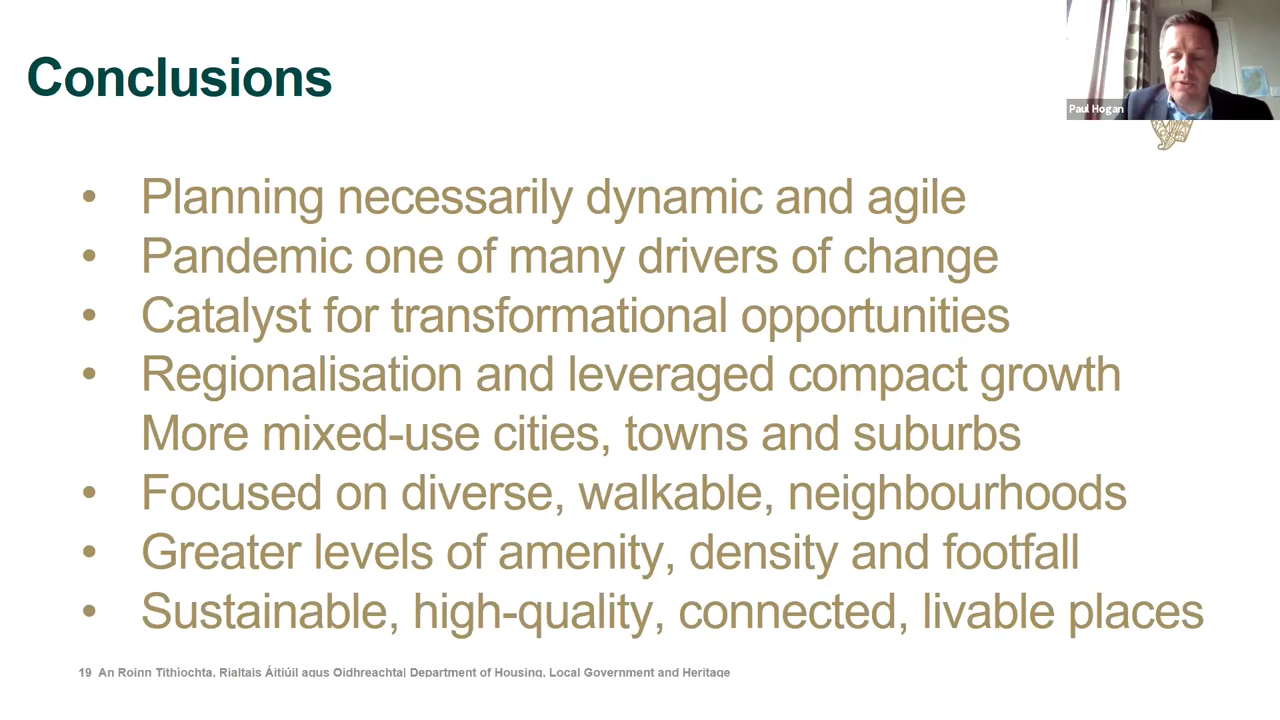 Conclusions
Paul Hogan
• Planning necessarily dynamic and agile
• Pandemic one of many drivers of change
• Catalyst for transformational opportunities
• Regionalisation and leveraged compact growth
More mixed-use cities, towns and suburbs
• Focused on diverse, walkable, neighbourhoods
• Greater levels of amenity, density and footfall
• Sustainable, high-quality, connected, livable places
19 An Roinn Tithíochta, Rialtais Áitiúil agus Oidhreachta| Department of Housing, Local Government and Heritage